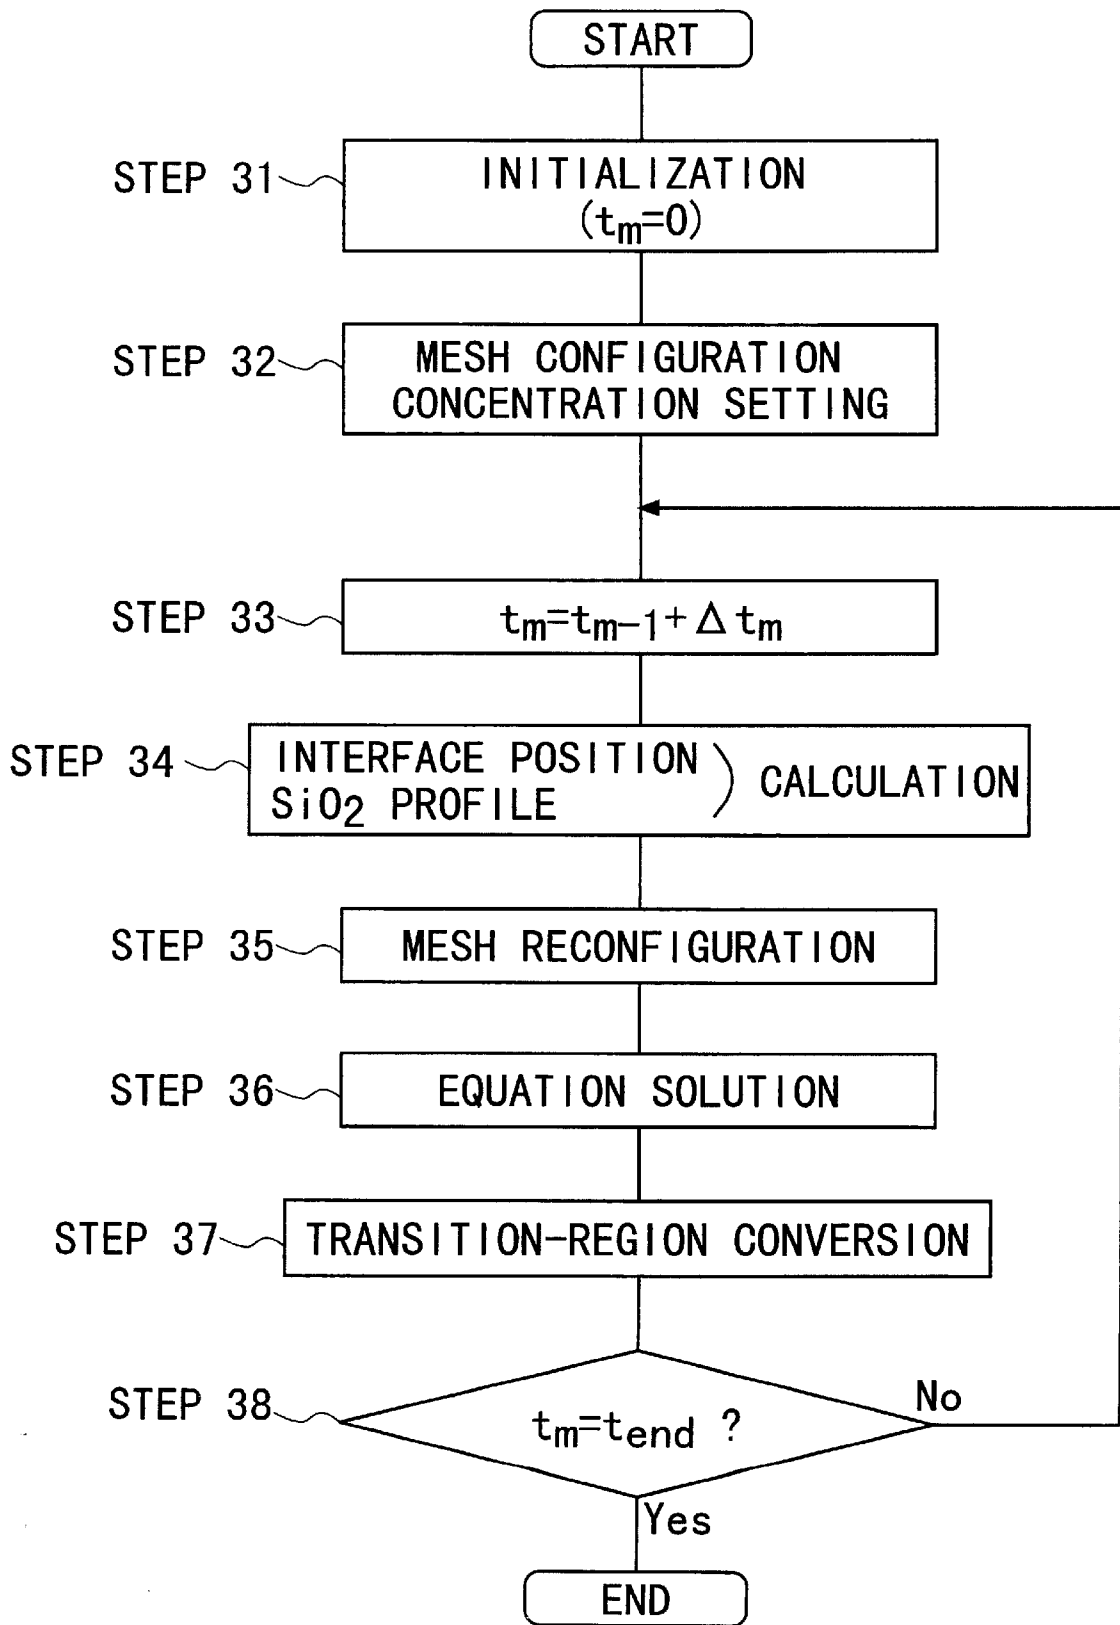 START
STEP 31
INITIALIZATION
(tm=0)
STEP 32
MESH CONFIGURATION
CONCENTRATION SETTING
STEP 33
tm=tm-1+Δtm
STEP 34
INTERFACE POSITION
SiO2 PROFILE
) CALCULATION
STEP 35
MESH RECONFIGURATION
STEP 36
EQUATION SOLUTION
STEP 37
TRANSITION-REGION CONVERSION
STEP 38
tm=tend ?
No
Yes
END